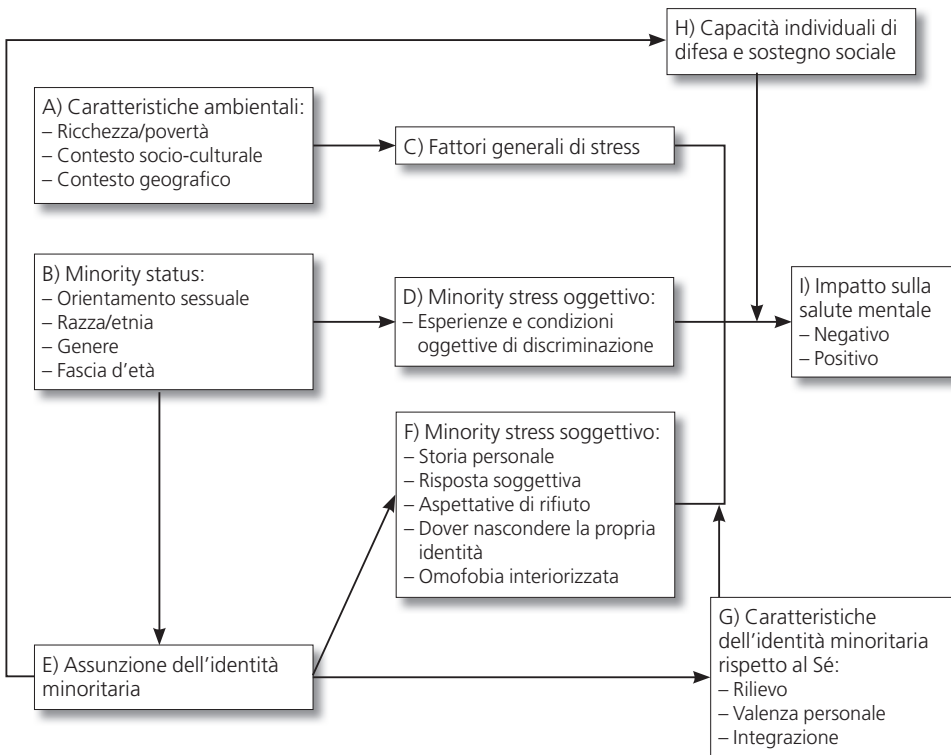 H) Capacità individuali di
difesa e sostegno sociale
A) Caratteristiche ambientali:
– Ricchezza/povertà
– Contesto socio-culturale
– Contesto geografico
C) Fattori generali di stress
B) Minority status:
– Orientamento sessuale
– Razza/etnia
– Genere
– Fascia d’età
D) Minority stress oggettivo:
– Esperienze e condizioni
oggettive di discriminazione
I) Impatto sulla
salute mentale
– Negativo
– Positivo
F) Minority stress soggettivo:
– Storia personale
– Risposta soggettiva
– Aspettative di rifiuto
– Dover nascondere la propria
identità
– Omofobia interiorizzata
E) Assunzione dell’identità
minoritaria
G) Caratteristiche
dell’identità minoritaria
rispetto al Sé:
– Rilievo
– Valenza personale
– Integrazione